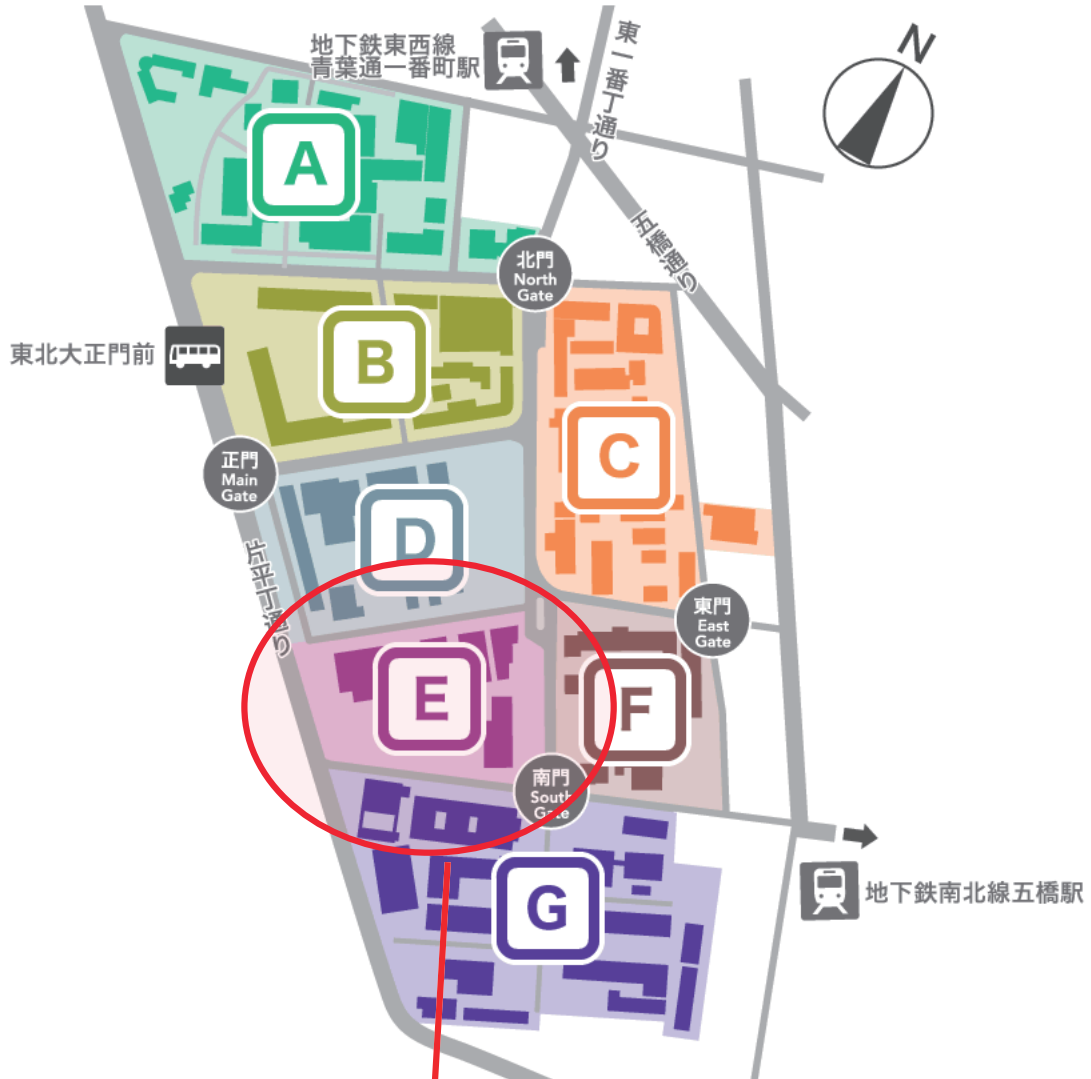 地下鉄東西線
青葉通一番町駅
東一番丁通り
N
A
五橋通り
北門
North
Gate
東北大正門前
B
C
正門
Main
Gate
D
片平丁通り
東門
East
Gate
E
F
南門
South
Gate
G
地下鉄南北線五橋駅